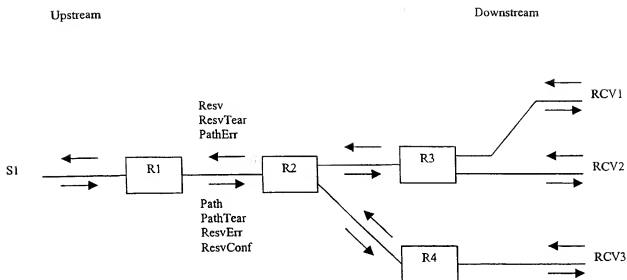 Upstream
Downstream
Resv
ResvTear
PathErr
RCV1
S1
R1
R2
R3
RCV2
Path
PathTear
ResvErr
ResvConf
R4
RCV3